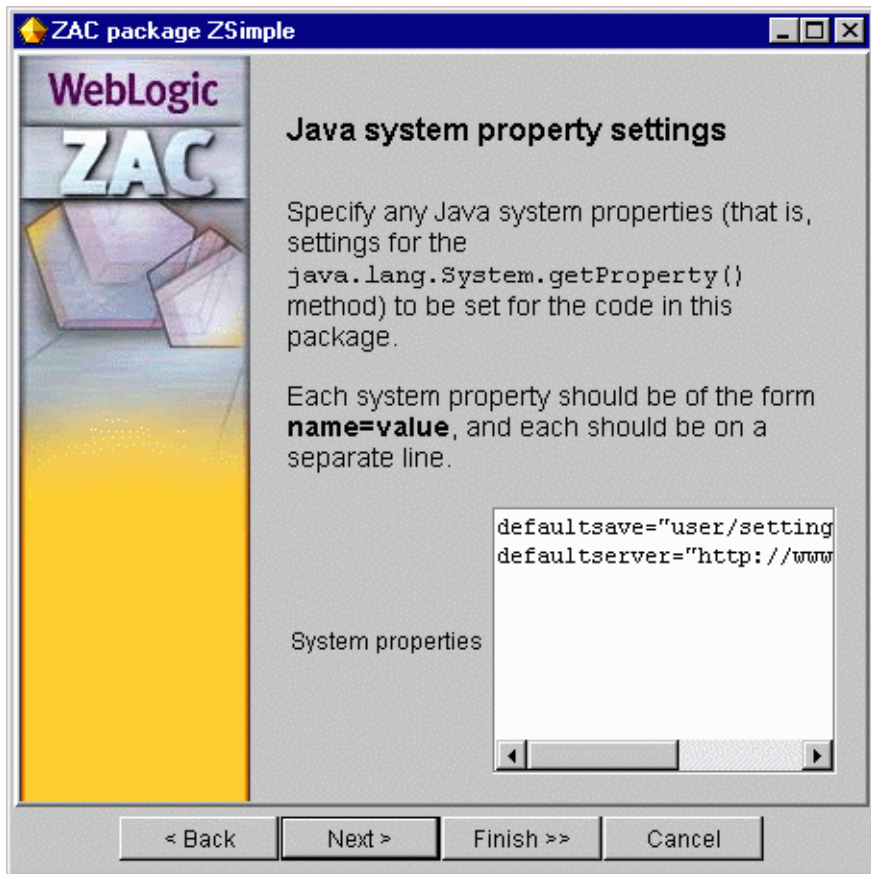 ZAC package ZSimple
WebLogic
ZAC
Java system property settings
Specify any Java system properties (that is,
settings for the
java.lang.System.getProperty()
method) to be set for the code in this
package.
Each system property should be of the form
name=value, and each should be on a
separate line.
defaultsave="user/setting
defaultserver="http://www
System properties
< Back
Next >
Finish >>
Cancel